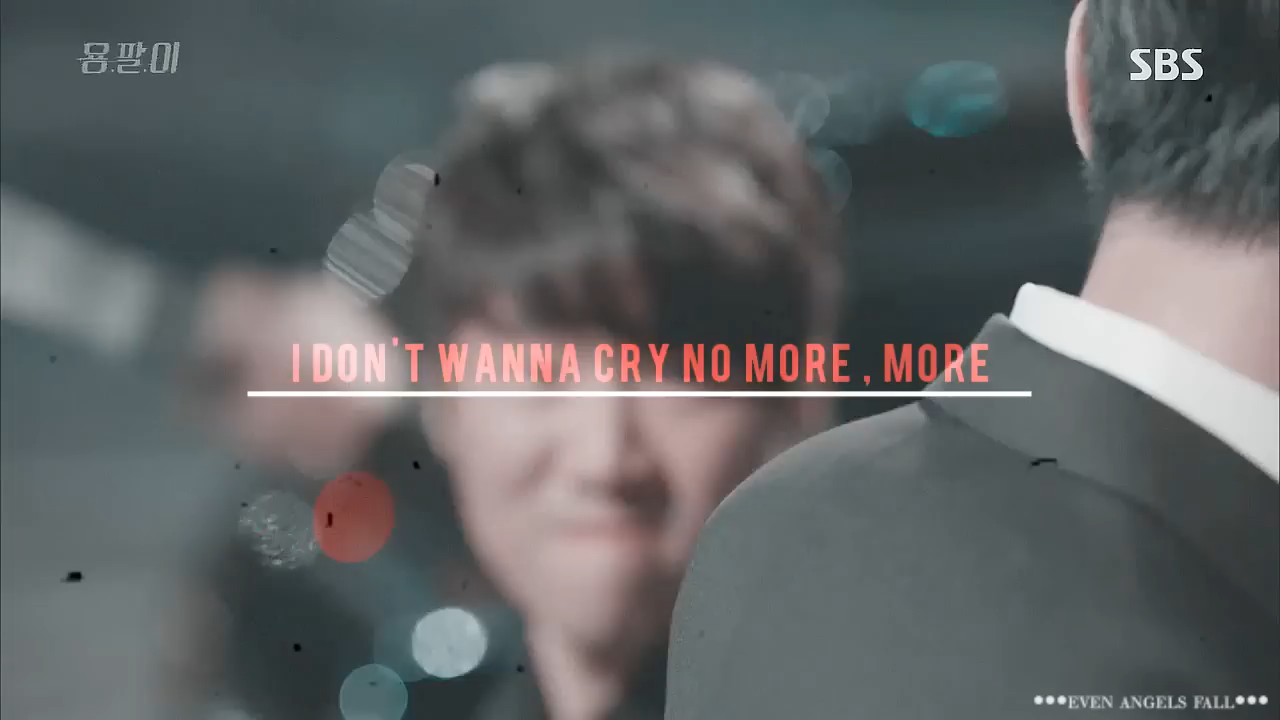 용.팔.이
SBS
I DON'T WANNA CRY NO MORE , MORE
•••EVEN ANGELS FALL•••